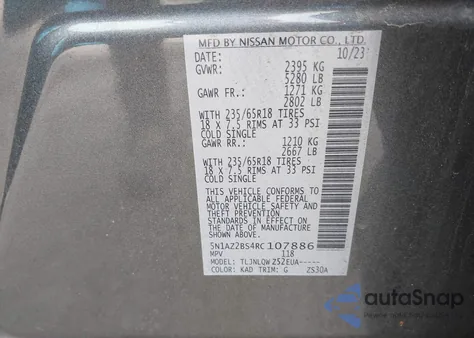 MFD BY NISSAN MOTOR CO., LTD.
DATE: 10/23
GVWR: 2395 KG
5280 LB
GAWR FR.: 1271 KG
2802 LB
WITH 235/65R18 TIRES
18 X 7.5 RIMS AT 33 PSI
COLD SINGLE
GAWR RR.: 1210 KG
2667 LB
WITH 235/65R18 TIRES
18 X 7.5 RIMS AT 33 PSI
COLD SINGLE
THIS VEHICLE CONFORMS TO
ALL APPLICABLE FEDERAL
MOTOR VEHICLE SAFETY
AND THEFT PREVENTION
STANDARDS IN EFFECT ON
THE DATE OF MANUFACTURE
SHOWN ABOVE.
5N1AZ2BS4RC107886
MPV 118
MODEL: TLJNLQWZS2EUA-----
COLOR: KAD TRIM: G ZS30A
autoSnap